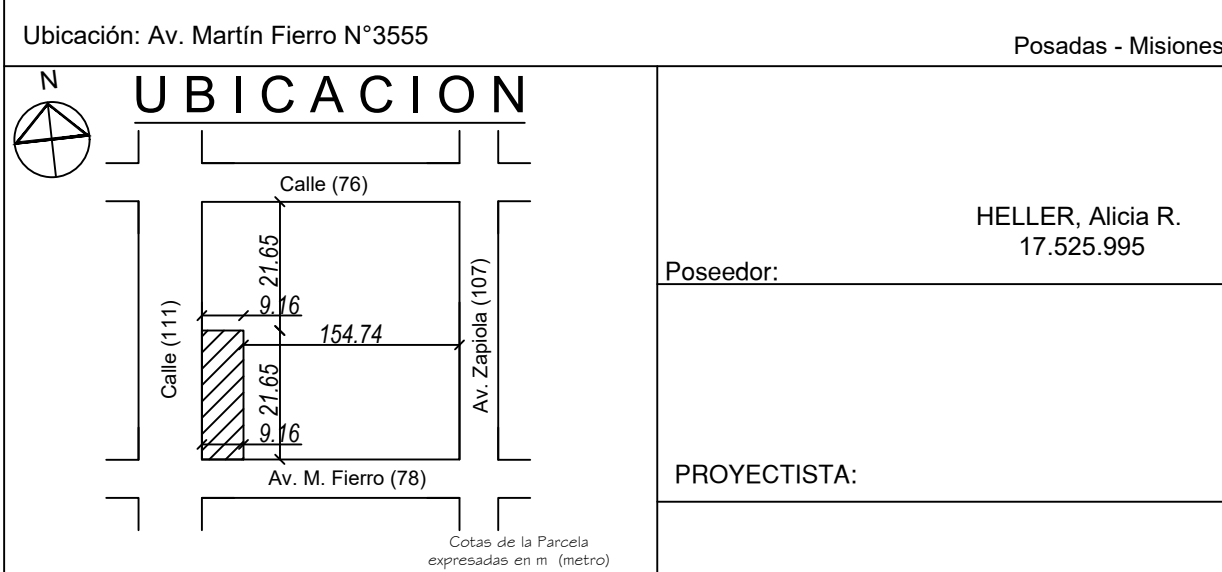 Ubicación: Av. Martín Fierro N°3555
Posadas - Misiones
N
UBICACION
Calle (76)
21.65
9.16
154.74
Calle (111)
Av. Zapiola (107)
21.65
9.16
Av. M. Fierro (78)
Cotas de la Parcela
expresadas en m (metro)
HELLER, Alicia R.
17.525.995
Poseedor:
PROYECTISTA: